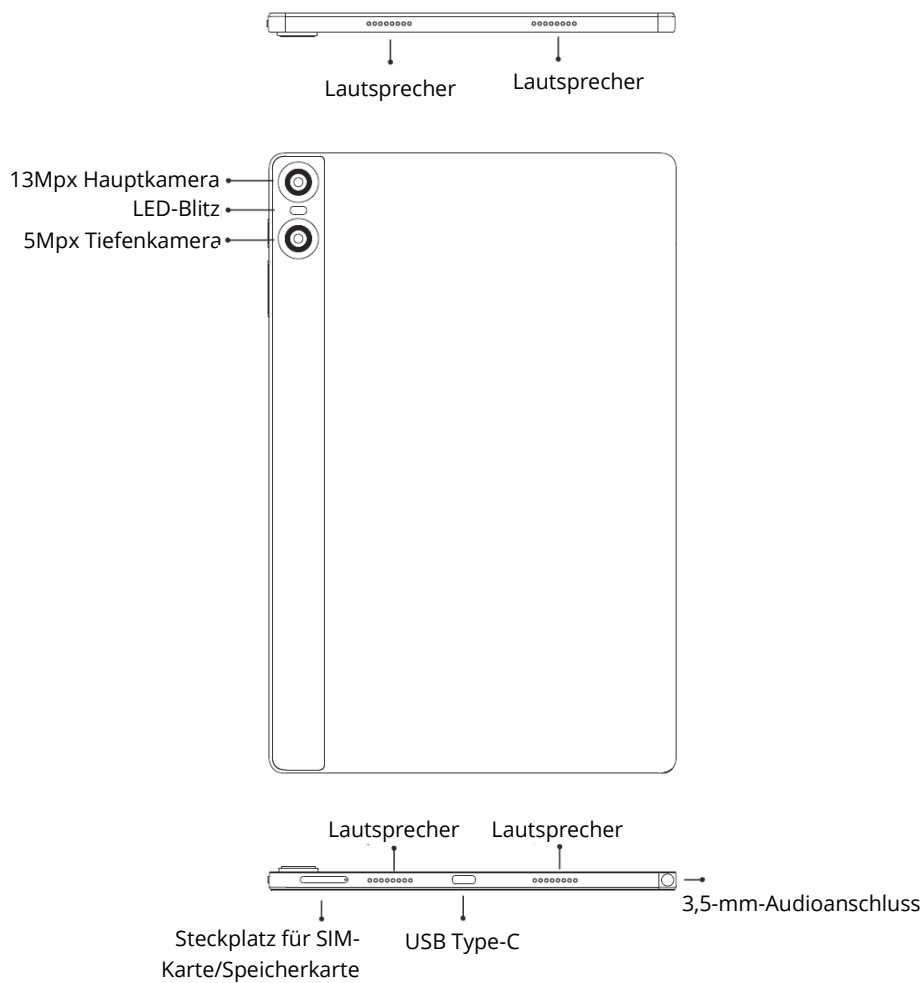 Lautsprecher
Lautsprecher
13Mpx Hauptkamera
LED-Blitz
5Mpx Tiefenkamera
Lautsprecher
Lautsprecher
3,5-mm-Audioanschluss
Steckplatz für SIM-
Karte/Speicherkarte
USB Type-C